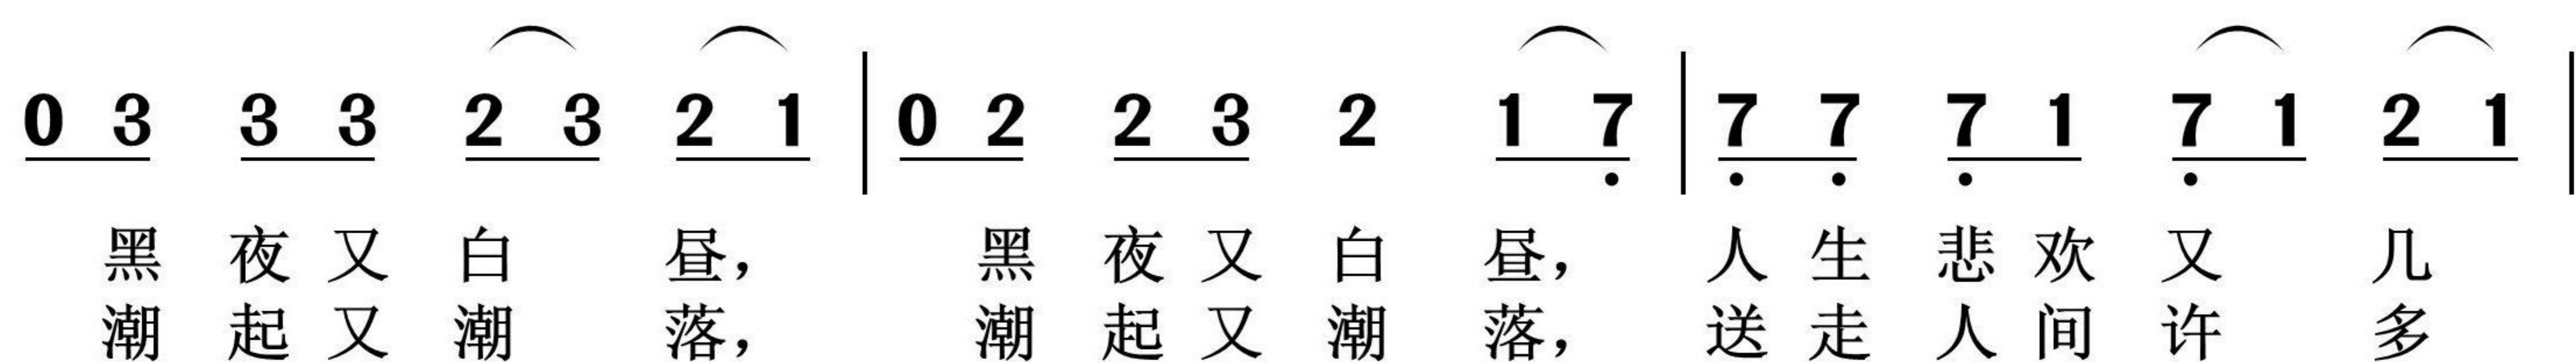 0 3 3 3 2 3 2 1 | 0 2 2 3 2 1 7 | 7 7 7 1 7 1 2 1 |
黑夜又白昼，黑夜又白昼，人生悲欢又几
潮起又潮落，潮起又潮落，送走人间许多